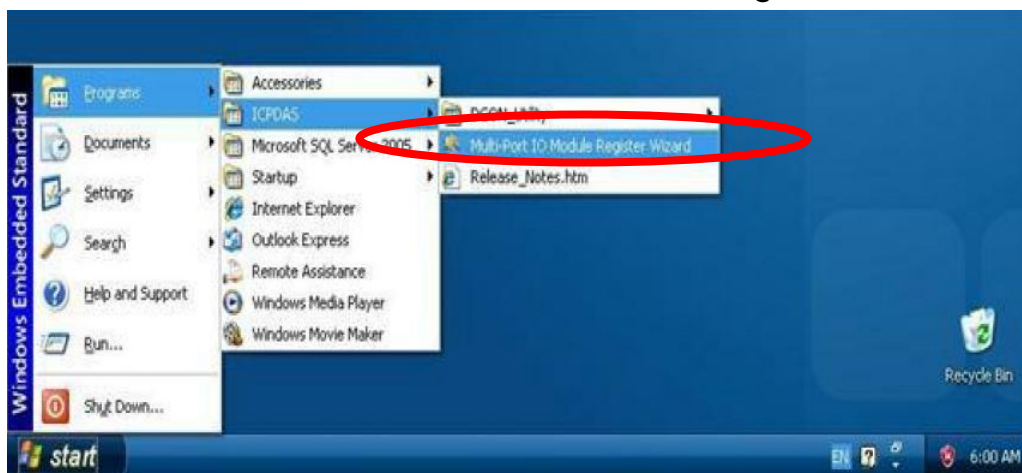 Windows Embedded Standard
Programs
Documents
Settings
Search
Help and Support
Run...
Shut Down...
Accessories
ICPDAS
Microsoft SQL Server 2005
Startup
Internet Explorer
Outlook Express
Remote Assistance
Windows Media Player
Windows Movie Maker
DCON_Utility
Multi-Port IO Module Register Wizard
Release_Notes.htm
Recycle Bin
start
EN
?
6:00 AM